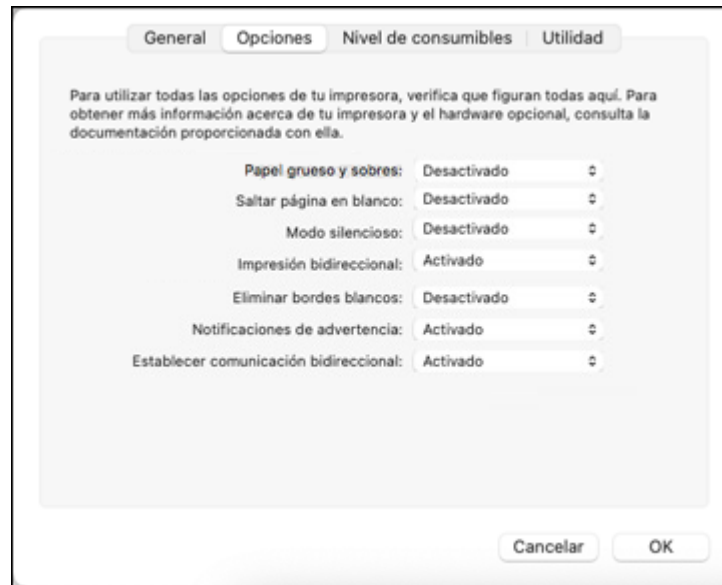 General Opciones Nivel de consumibles Utilidad
Para utilizar todas las opciones de tu impresora, verifica que figuran todas aquí. Para
obtener más información acerca de tu impresora y el hardware opcional, consulta la
documentación proporcionada con ella.
Papel grueso y sobres: Desactivado
Saltar página en blanco: Desactivado
Modo silencioso: Desactivado
Impresión bidireccional: Activado
Eliminar bordes blancos: Desactivado
Notificaciones de advertencia: Activado
Establecer comunicación bidireccional: Activado
Cancelar OK